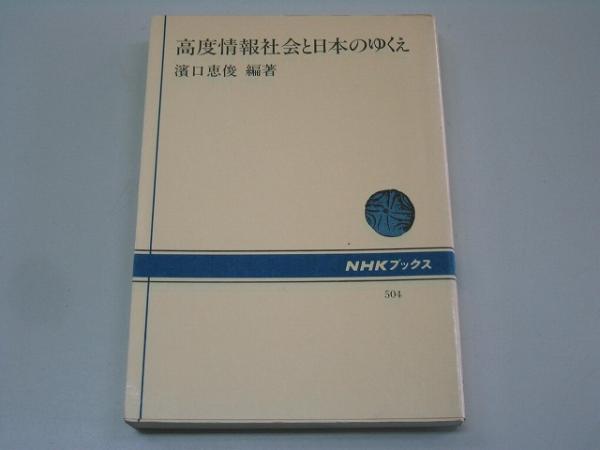 高度情報社会と日本のゆくえ
濱口恵俊 編著
NHKブックス
504